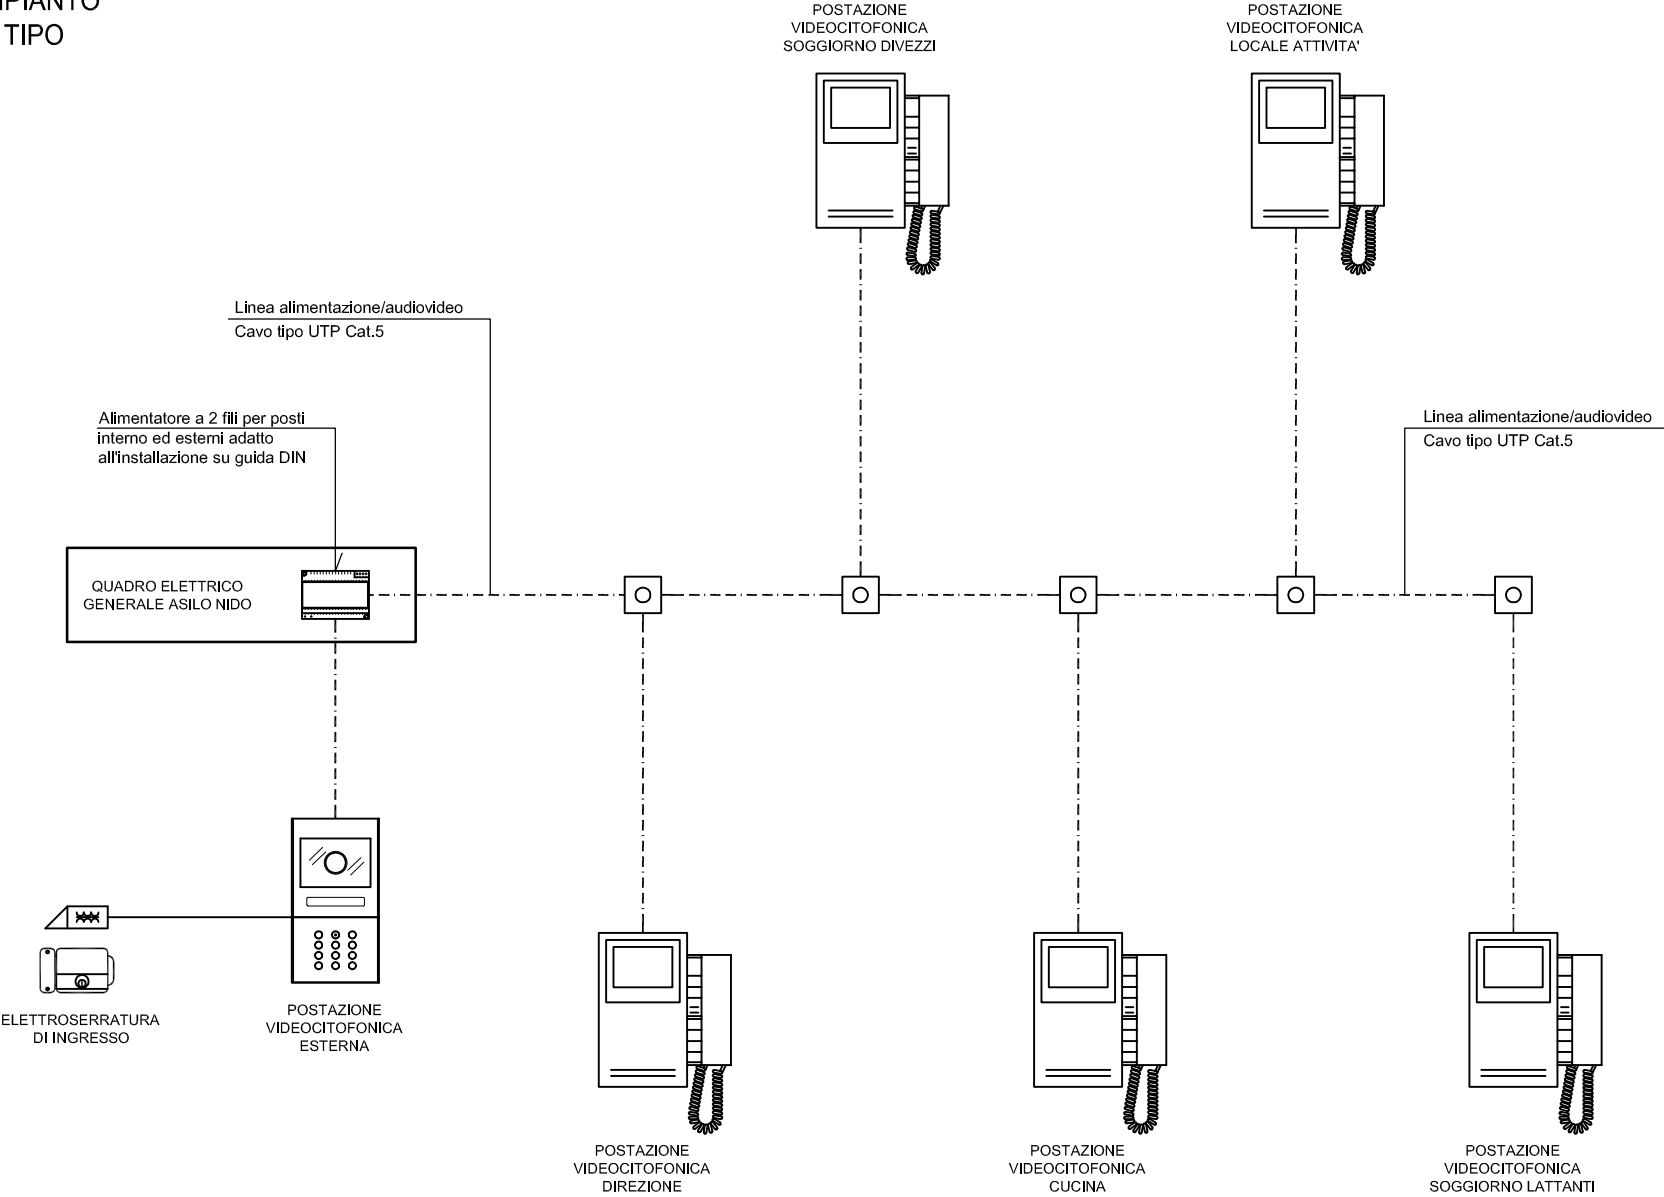 TIPO
POSTAZIONE
VIDEOCITOFONICA
SOGGIORNO DIVEZZI
POSTAZIONE
VIDEOCITOFONICA
LOCALE ATTIVITA'
Linea alimentazione/audiovideo
Cavo tipo UTP Cat.5
Alimentatore a 2 fili per posti
interno ed esterni adatto
all'installazione su guida DIN
Linea alimentazione/audiovideo
Cavo tipo UTP Cat.5
QUADRO ELETTRICO
GENERALE ASILO NIDO
ELETTROSERRATURA
DI INGRESSO
POSTAZIONE
VIDEOCITOFONICA
ESTERNA
POSTAZIONE
VIDEOCITOFONICA
DIREZIONE
POSTAZIONE
VIDEOCITOFONICA
CUCINA
POSTAZIONE
VIDEOCITOFONICA
SOGGIORNO LATTANTI